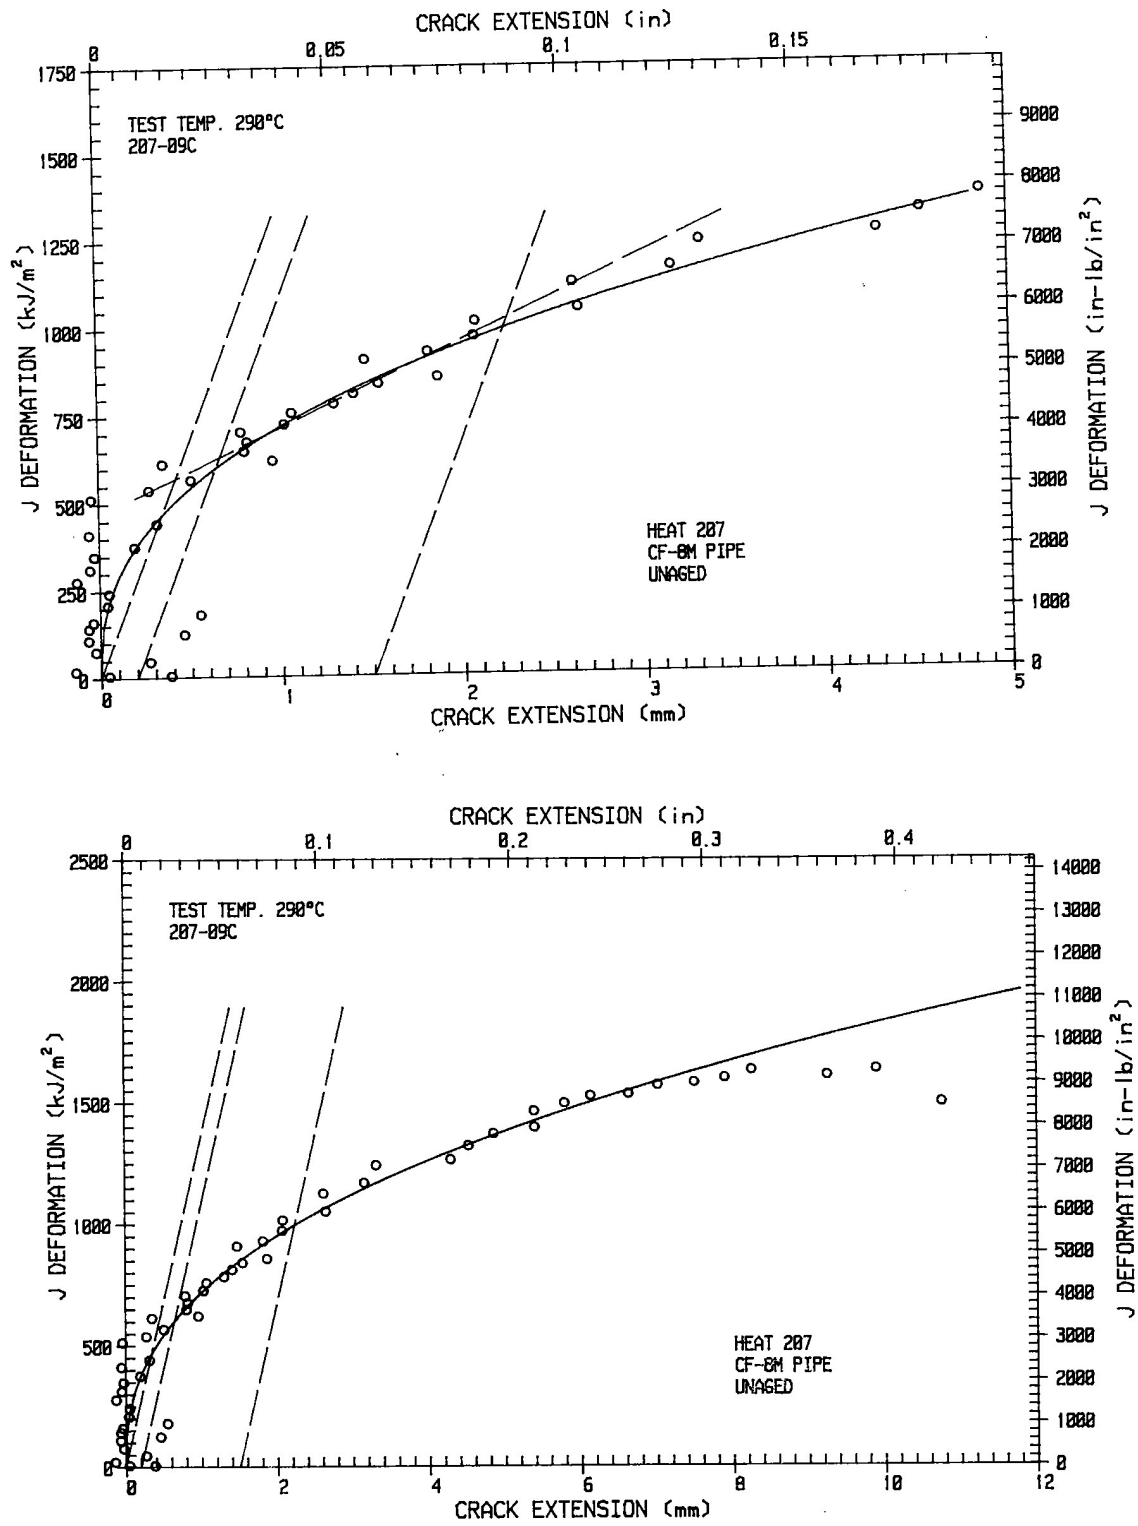 CRACK EXTENSION (in)
0 0.05 0.1 0.15
1750
1500
1250
1000
750
500
250
0
J DEFORMATION (kJ/m²)
TEST TEMP. 290°C
207-09C
HEAT 207
CF-8M PIPE
UNAGED
9000
8000
7000
6000
5000
4000
3000
2000
1000
0
J DEFORMATION (in-lb/in²)
0 1 2 3 4 5
CRACK EXTENSION (mm)
CRACK EXTENSION (in)
0 0.1 0.2 0.3 0.4
2500
2000
1500
1000
500
0
J DEFORMATION (kJ/m²)
TEST TEMP. 290°C
207-09C
HEAT 207
CF-8M PIPE
UNAGED
14000
13000
12000
11000
10000
9000
8000
7000
6000
5000
4000
3000
2000
1000
0
J DEFORMATION (in-lb/in²)
0 2 4 6 8 10 12
CRACK EXTENSION (mm)